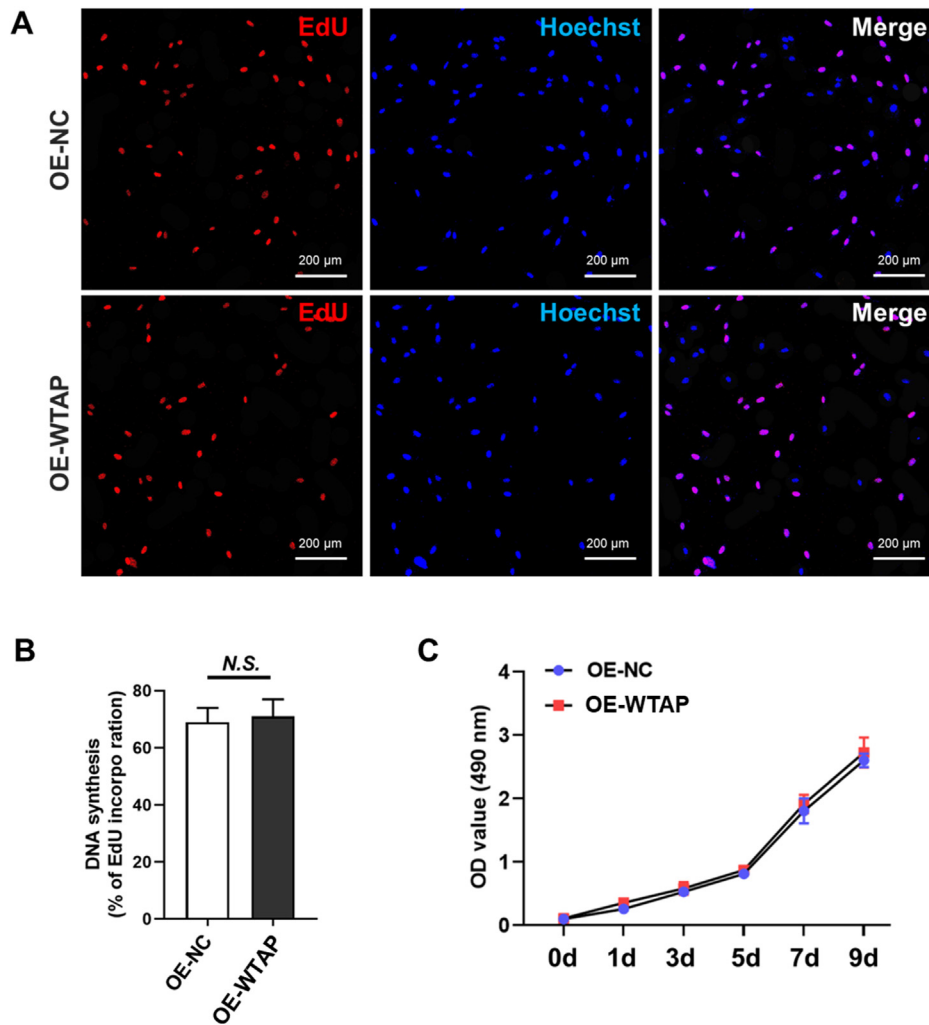 A
EdU
Hoechst
Merge
OE-NC
200 μm
200 μm
200 μm
EdU
Hoechst
Merge
OE-WTAP
200 μm
200 μm
200 μm
B
N.S.
DNA synthesis
(% of EdU incorpo ration)
80
60
40
20
0
OE-NC
OE-WTAP
C
OE-NC
OE-WTAP
OD value (490 nm)
4
3
2
1
0
0d 1d 3d 5d 7d 9d